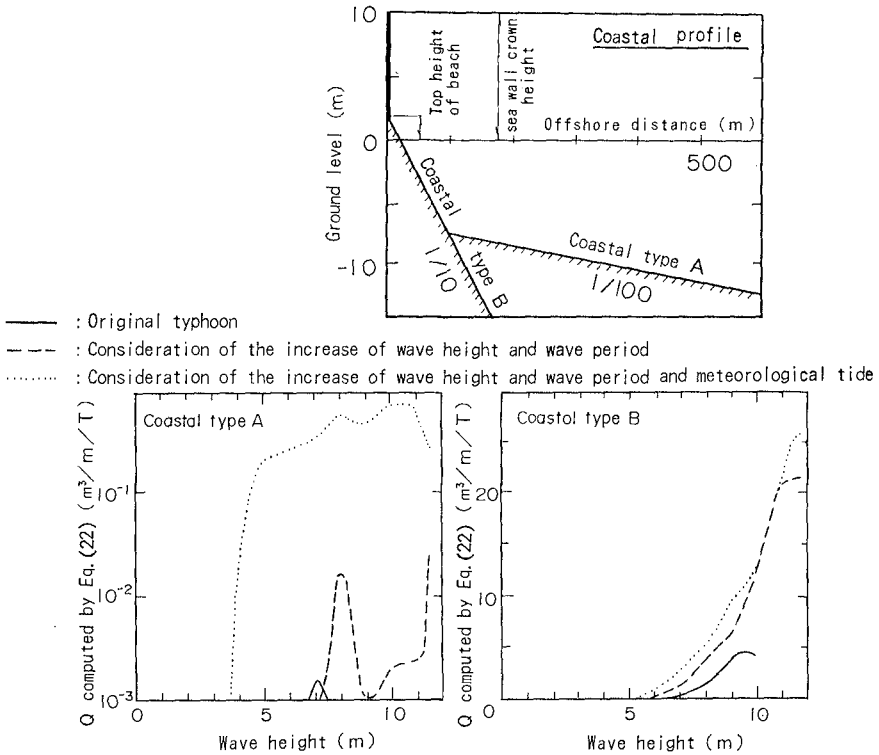 Coastal profile
10
Ground level (m)
0
-10
Top height
of beach
sea wall crown
height
Offshore distance (m)
500
Coastal type B
1/10
Coastal type A
1/100
: Original typhoon
: Consideration of the increase of wave height and wave period
: Consideration of the increase of wave height and wave period and meteorological tide
Coastal type A
Q computed by Eq.(22) (m³/m/T)
10⁻¹
10⁻²
10⁻³
0
5
10
Wave height (m)
Coastol type B
Q computed by Eq.(22) (m³/m/T)
20
10
0
0
5
10
Wave height (m)